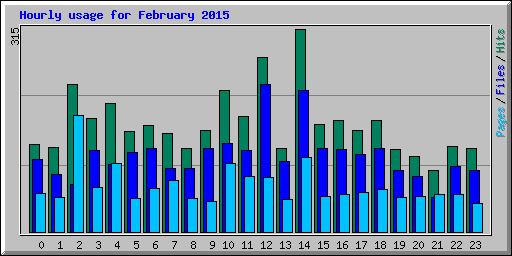 Hourly usage for February 2015
315
Pages / Files / Hits
0 1 2 3 4 5 6 7 8 9 10 11 12 13 14 15 16 17 18 19 20 21 22 23